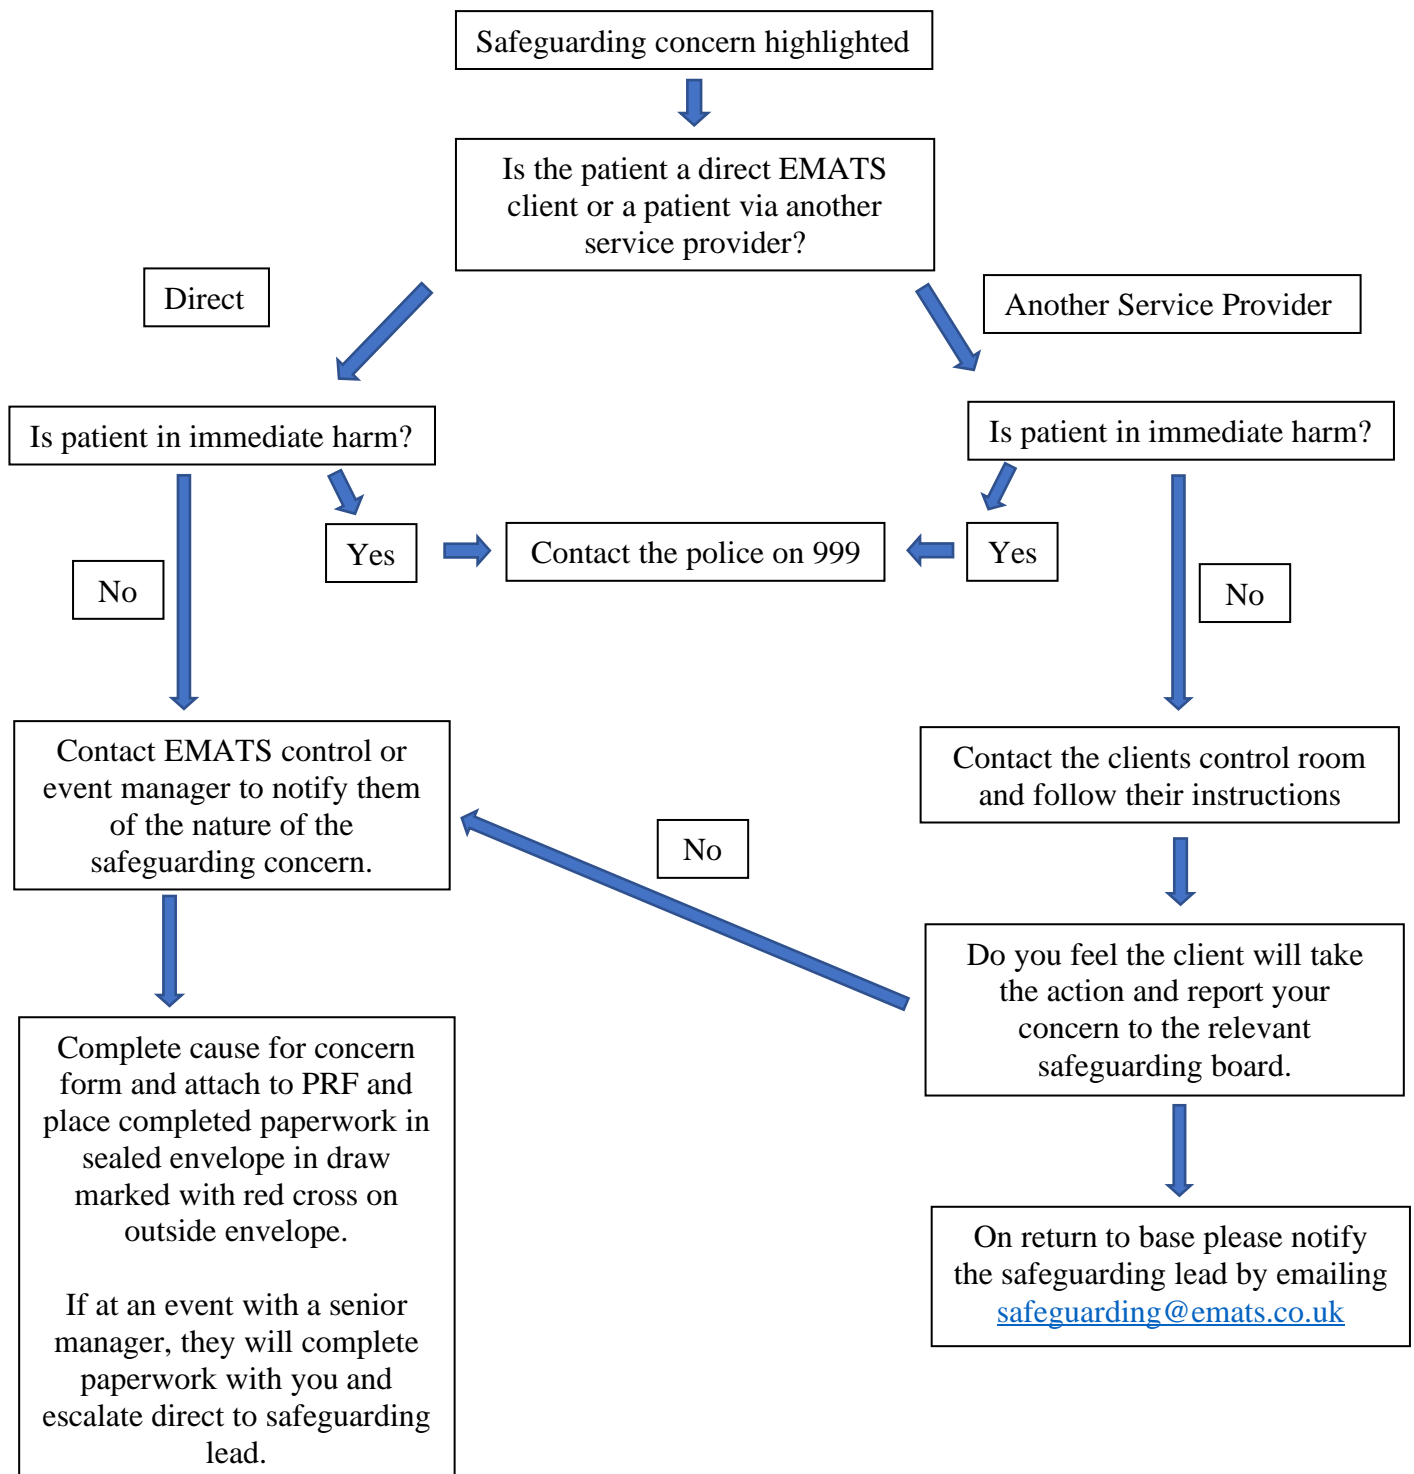 Safeguarding concern highlighted
Is the patient a direct EMATS
client or a patient via another
service provider?
Direct
Another Service Provider
Is patient in immediate harm?
Is patient in immediate harm?
Yes
Contact the police on 999
Yes
No
No
Contact EMATS control or
event manager to notify them
of the nature of the
safeguarding concern.
Contact the clients control room
and follow their instructions
No
Do you feel the client will take
the action and report your
concern to the relevant
safeguarding board.
Complete cause for concern
form and attach to PRF and
place completed paperwork in
sealed envelope in draw
marked with red cross on
outside envelope.
If at an event with a senior
manager, they will complete
paperwork with you and
escalate direct to safeguarding
lead.
On return to base please notify
the safeguarding lead by emailing
safeguarding@emats.co.uk